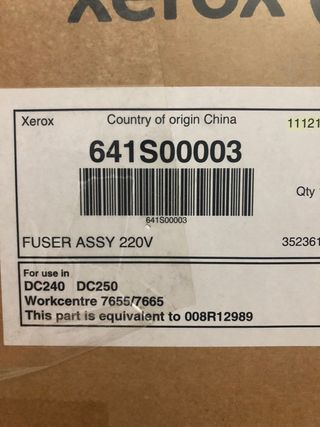 xerox
Xerox Country of origin China 11121
641S00003
641S00003
Qty
FUSER ASSY 220V 352361
For use in
DC240 DC250
Workcentre 7655/7665
This part is equivalent to 008R12989